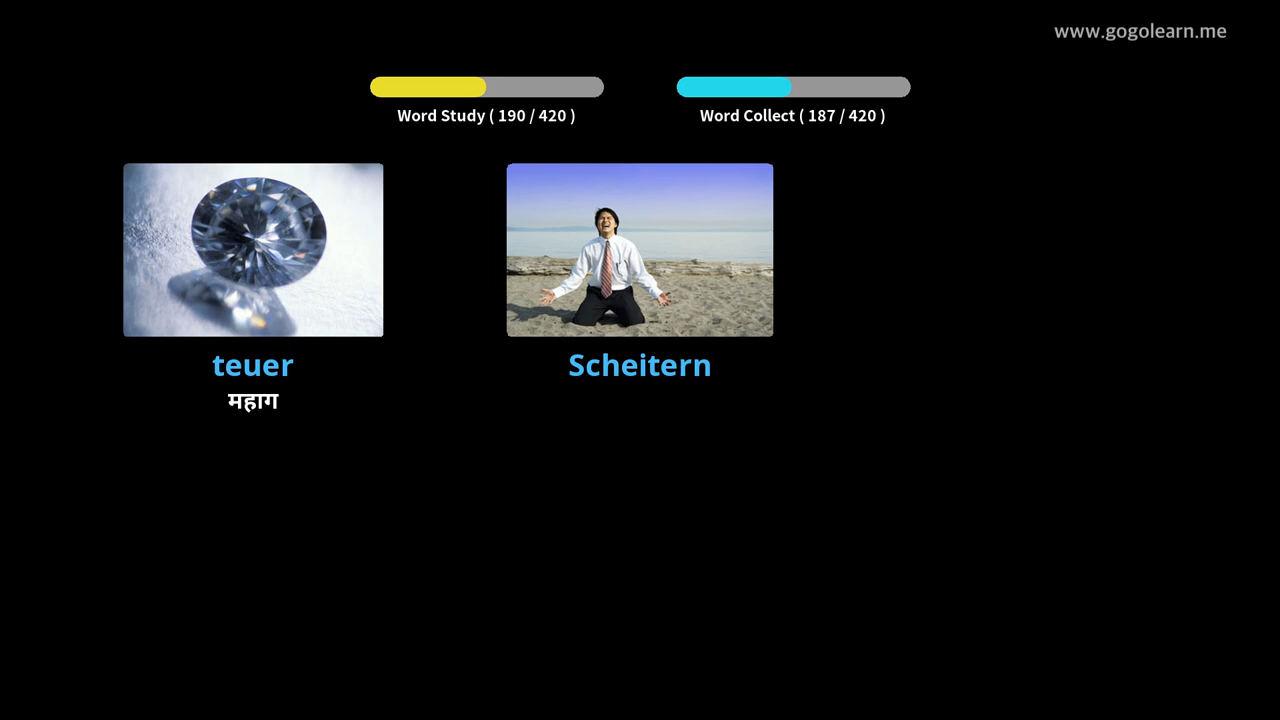 www.gogolearn.me
Word Study ( 190 / 420 )
Word Collect ( 187 / 420 )
teuer
महाग
Scheitern